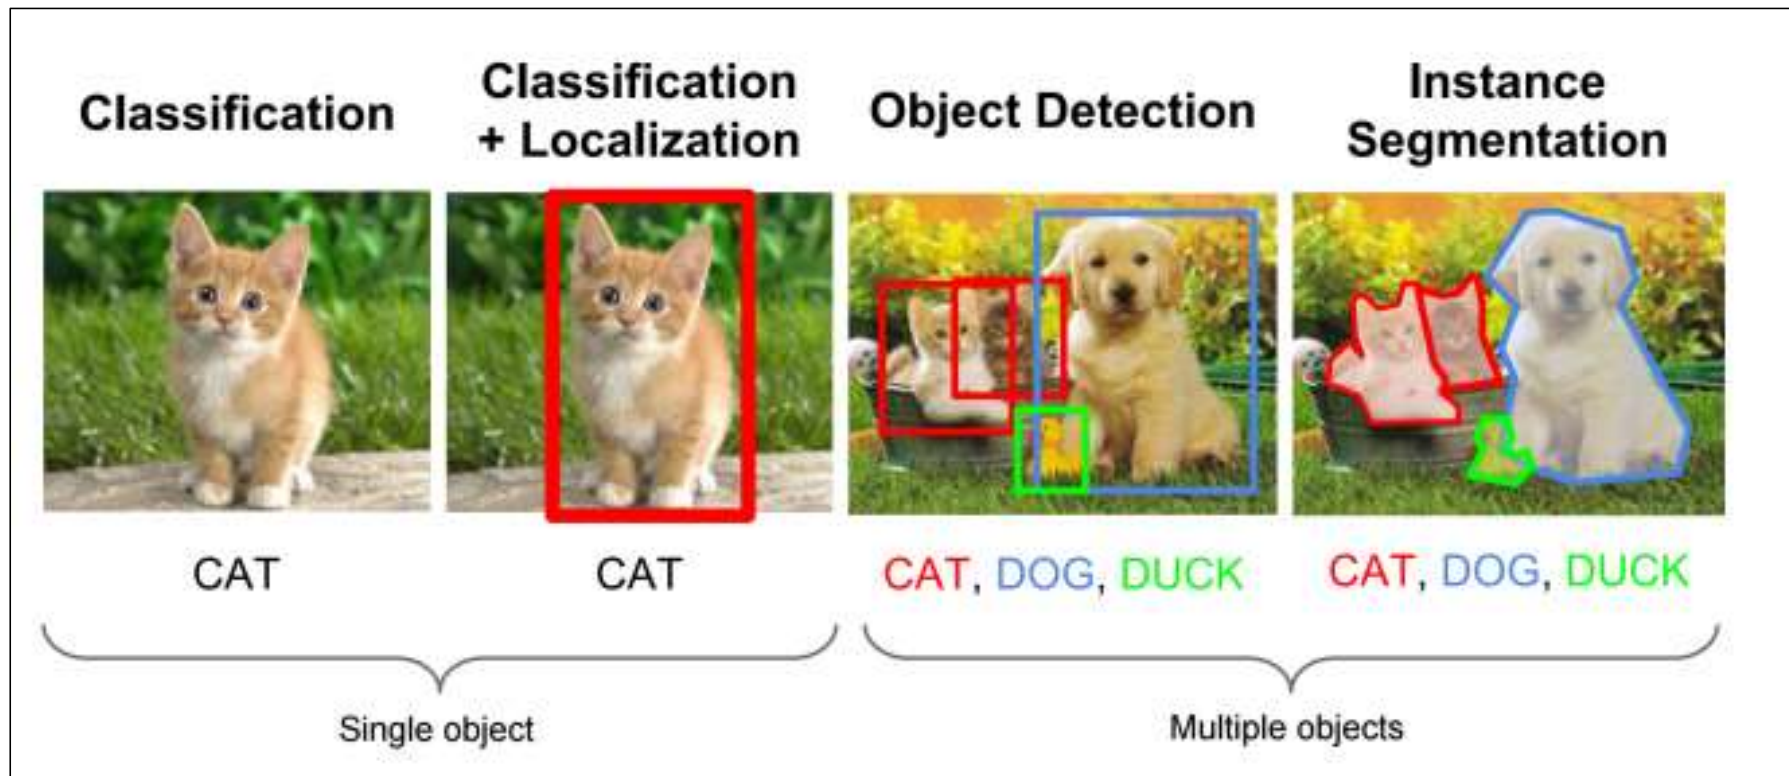 Classification
Classification
+ Localization
Object Detection
Instance
Segmentation
CAT
CAT
CAT, DOG, DUCK
CAT, DOG, DUCK
Single object
Multiple objects